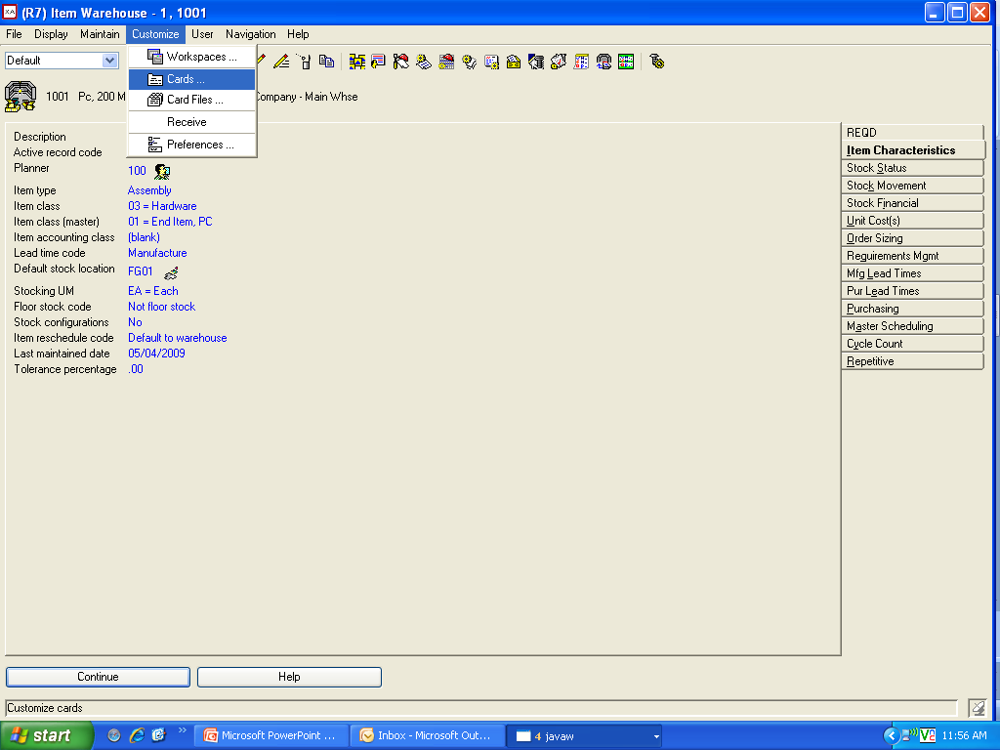 XA (R7) Item Warehouse - 1, 1001
File Display Maintain Customize User Navigation Help
Default
Workspaces ...
Cards ...
Card Files ...
Receive
Preferences ...
1001 Pc, 200 M Company - Main Whse
Description
Active record code
Planner 100
Item type Assembly
Item class 03 = Hardware
Item class (master) 01 = End Item, PC
Item accounting class (blank)
Lead time code Manufacture
Default stock location FG01
Stocking UM EA = Each
Floor stock code Not floor stock
Stock configurations No
Item reschedule code Default to warehouse
Last maintained date 05/04/2009
Tolerance percentage .00
REQD
Item Characteristics
Stock Status
Stock Movement
Stock Financial
Unit Cost(s)
Order Sizing
Requirements Mgmt
Mfg Lead Times
Pur Lead Times
Purchasing
Master Scheduling
Cycle Count
Repetitive
Continue Help
Customize cards
start Microsoft PowerPoint ... Inbox - Microsoft Out... 4 javaw 11:56 AM